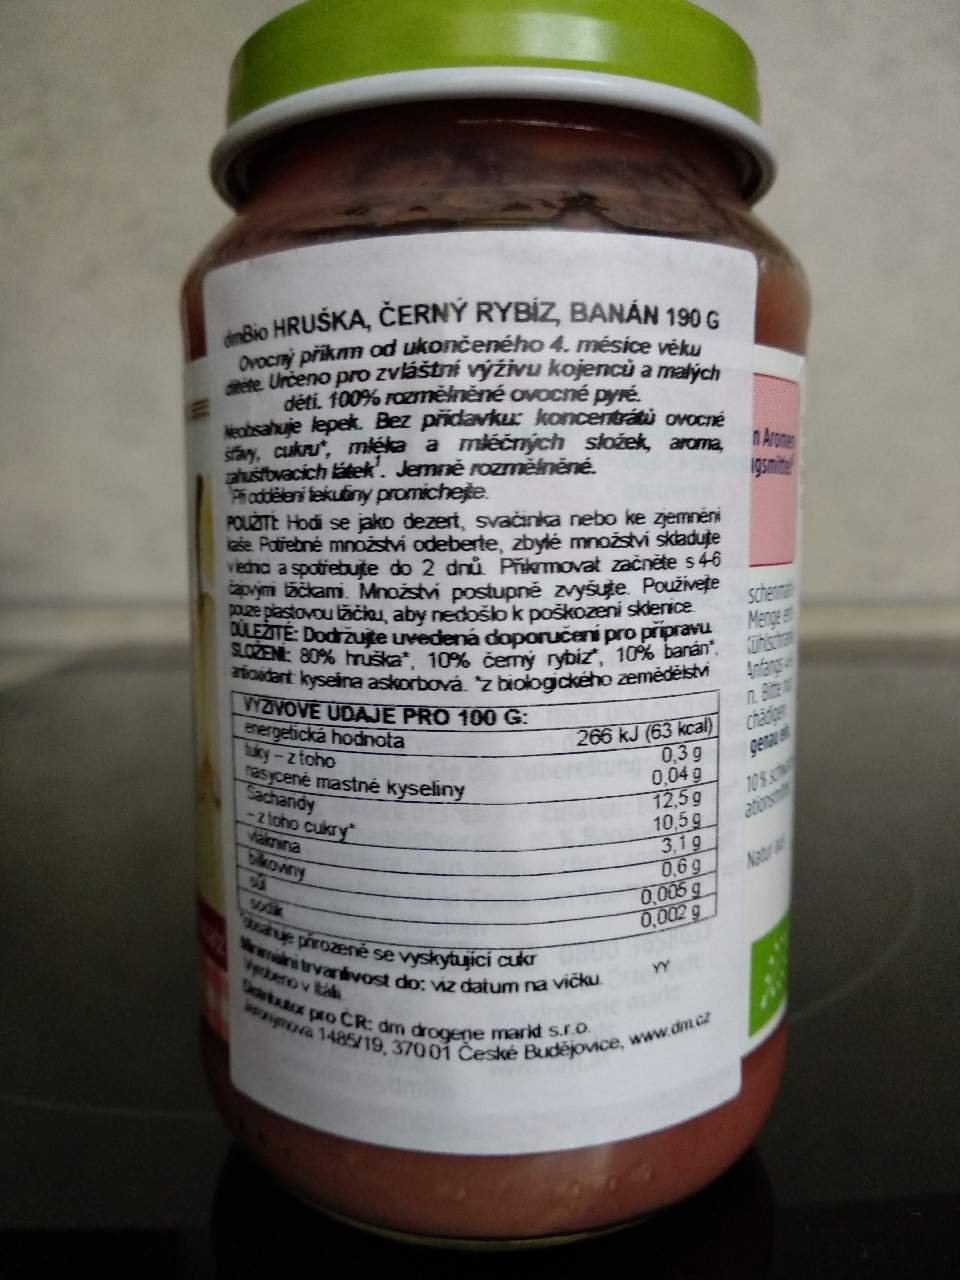 dmBio HRUŠKA, ČERNÝ RYBÍZ, BANÁN 190 G
Ovocný příkrm od ukončeného 4. měsíce věku
dítěte. Určeno pro zvláštní výživu kojenců a malých
dětí. 100% rozmělněné ovocné pyré.
Neobsahuje lepek. Bez přídavku: koncentrátů ovocné
šťávy, cukru*, mléka a mléčných složek, aroma,
zahušťovacích látek¹. Jemně rozmělněné.
¹Při oddělení tekutiny promíchejte.
POUŽITÍ: Hodí se jako dezert, svačinka nebo ke zjemnění
kaše. Potřebné množství odeberte, zbylé množství skladujte
v lednici a spotřebujte do 2 dnů. Přikrmovat začněte s 4-6
čajovými lžičkami. Množství postupně zvyšujte. Používejte
pouze plastovou lžičku, aby nedošlo k poškození sklenice.
DŮLEŽITÉ: Dodržujte uvedená doporučení pro přípravu.
SLOŽENÍ: 80% hruška*, 10% černý rybíz*, 10% banán*,
antioxidant: kyselina askorbová. *z biologického zemědělství
VÝŽIVOVÉ ÚDAJE PRO 100 G:
energetická hodnota 266 kJ (63 kcal)
tuky – z toho 0,3 g
nasycené mastné kyseliny 0,04 g
Sacharidy 12,5 g
– z toho cukry* 10,5 g
vláknina 3,1 g
bílkoviny 0,6 g
sůl 0,005 g
sodík 0,002 g
*obsahuje přirozeně se vyskytující cukr
Minimální trvanlivost do: viz datum na víčku. YY
Vyrobeno v Itálii
Distributor pro ČR: dm drogerie markt s.r.o.
Jeronýmova 1485/19, 370 01 České Budějovice, www.dm.cz
n Aromen
Menge
Anfangs
n. Bitte
genau
10%
Natur aus